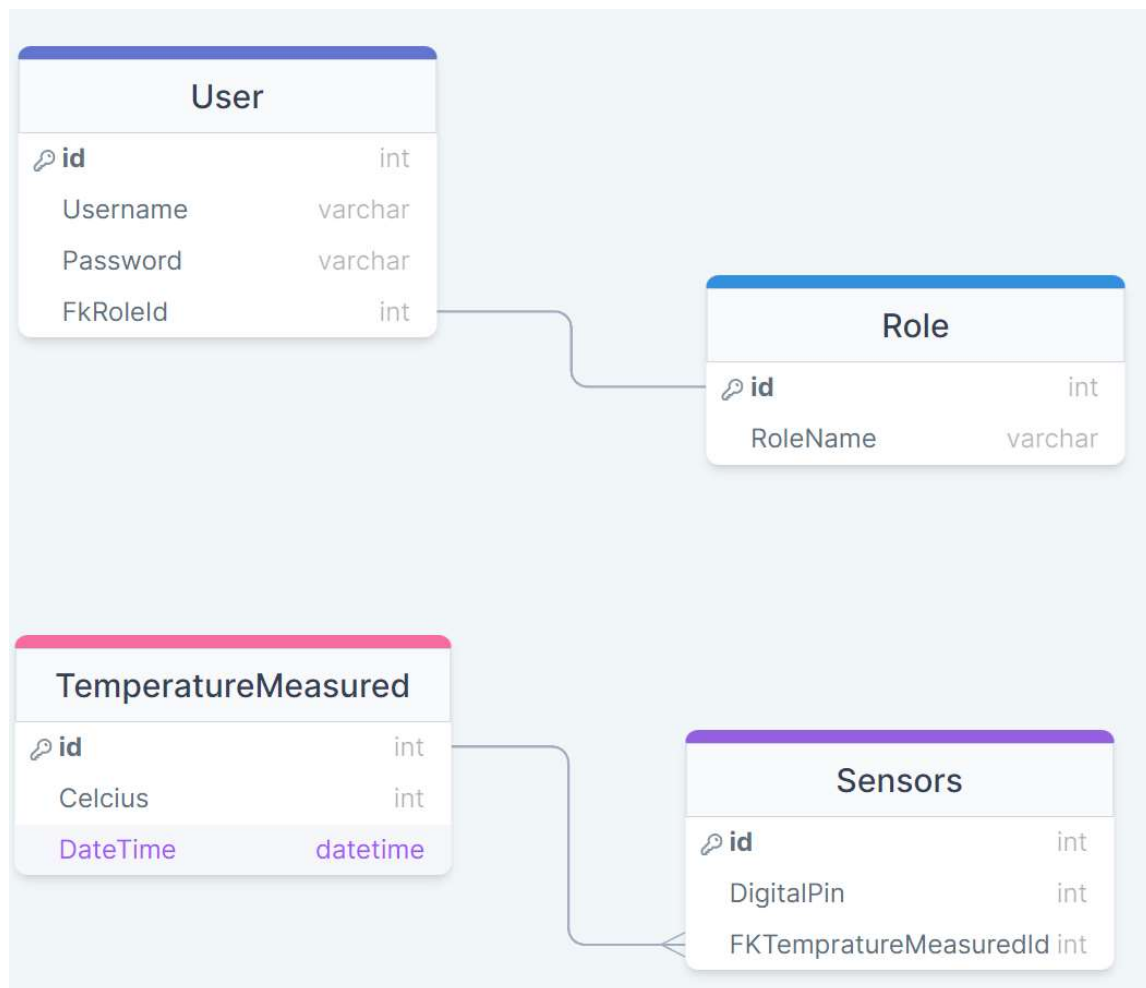 User
id int
Username varchar
Password varchar
FkRoleId int
Role
id int
RoleName varchar
TemperatureMeasured
id int
Celcius int
DateTime datetime
Sensors
id int
DigitalPin int
FKTempratureMeasuredId int